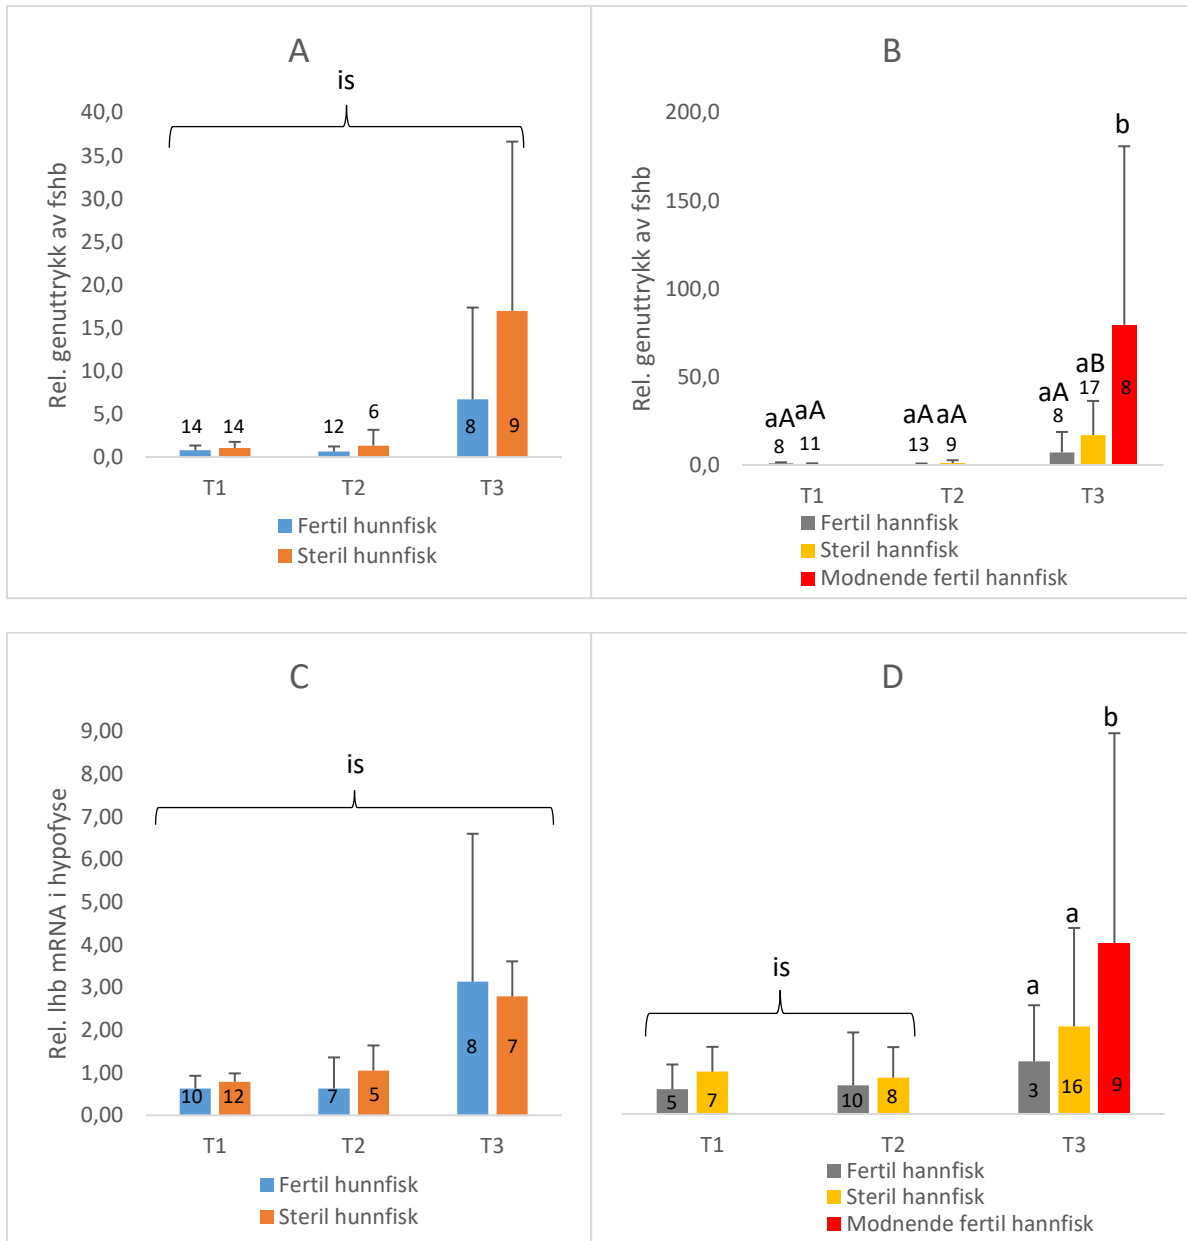 A
is
40,0
35,0
30,0
25,0
20,0
15,0
10,0
5,0
0,0
Rel. genuttrykk av fshb
14 14 12 6 8 9
T1 T2 T3
Fertil hunnfisk
Steril hunnfisk
B
200,0
150,0
100,0
50,0
0,0
Rel. genuttrykk av fshb
aA aA aA aA aA aB b
8 11 13 9 8 17 8
T1 T2 T3
Fertil hannfisk
Steril hannfisk
Modnende fertil hannfisk
C
is
9,00
8,00
7,00
6,00
5,00
4,00
3,00
2,00
1,00
0,00
Rel. lhb mRNA i hypofyse
10 12 7 5 8 7
T1 T2 T3
Fertil hunnfisk
Steril hunnfisk
D
is a a b
5 7 10 8 3 16 9
T1 T2 T3
Fertil hannfisk
Steril hannfisk
Modnende fertil hannfisk